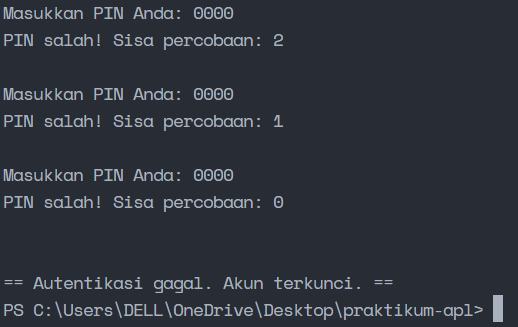 Masukkan PIN Anda: 0000
PIN salah! Sisa percobaan: 2
Masukkan PIN Anda: 0000
PIN salah! Sisa percobaan: 1
Masukkan PIN Anda: 0000
PIN salah! Sisa percobaan: 0
== Autentikasi gagal. Akun terkunci. ==
PS C:\Users\DELL\OneDrive\Desktop\praktikum-apl>